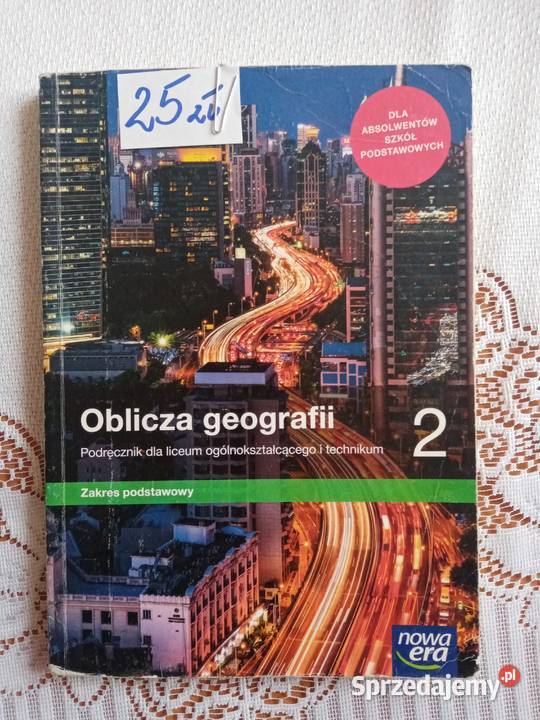 25 zł
DLA
ABSOLWENTÓW
SZKÓŁ
PODSTAWOWYCH
Oblicza geografii 2
Podręcznik dla liceum ogólnokształcącego i technikum
Zakres podstawowy
nowa
era
Sprzedajemy.pl